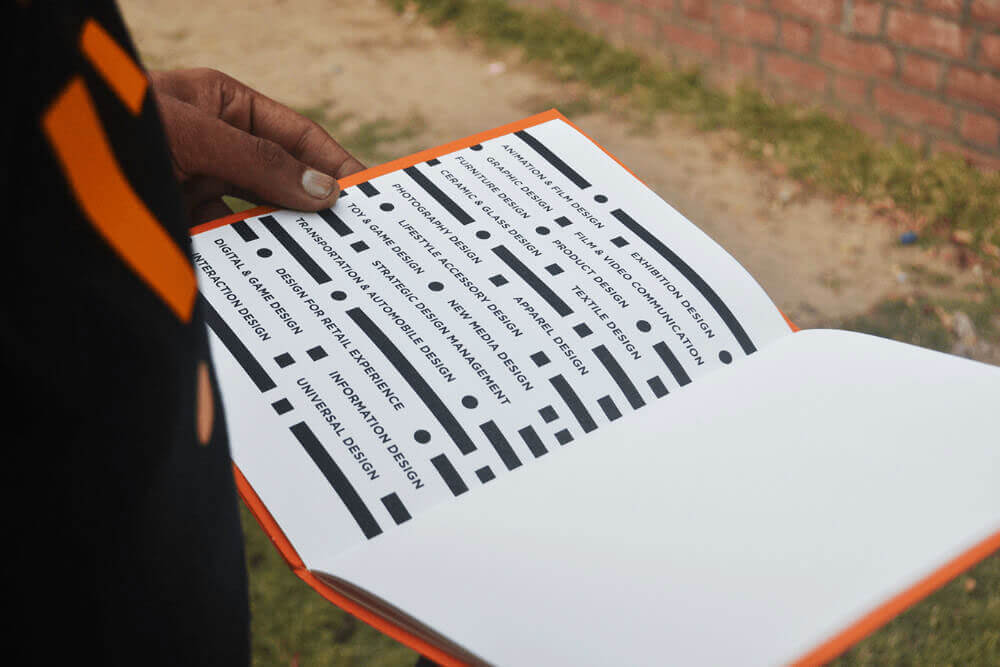 ANIMATION & FILM DESIGN EXHIBITION DESIGN
GRAPHIC DESIGN FILM & VIDEO COMMUNICATION
FURNITURE DESIGN PRODUCT DESIGN
CERAMIC & GLASS DESIGN TEXTILE DESIGN
PHOTOGRAPHY DESIGN APPAREL DESIGN
LIFESTYLE ACCESSORY DESIGN
TOY & GAME DESIGN NEW MEDIA DESIGN
STRATEGIC DESIGN MANAGEMENT
TRANSPORTATION & AUTOMOBILE DESIGN
DESIGN FOR RETAIL EXPERIENCE
DIGITAL & GAME DESIGN INFORMATION DESIGN
INTERACTION DESIGN UNIVERSAL DESIGN